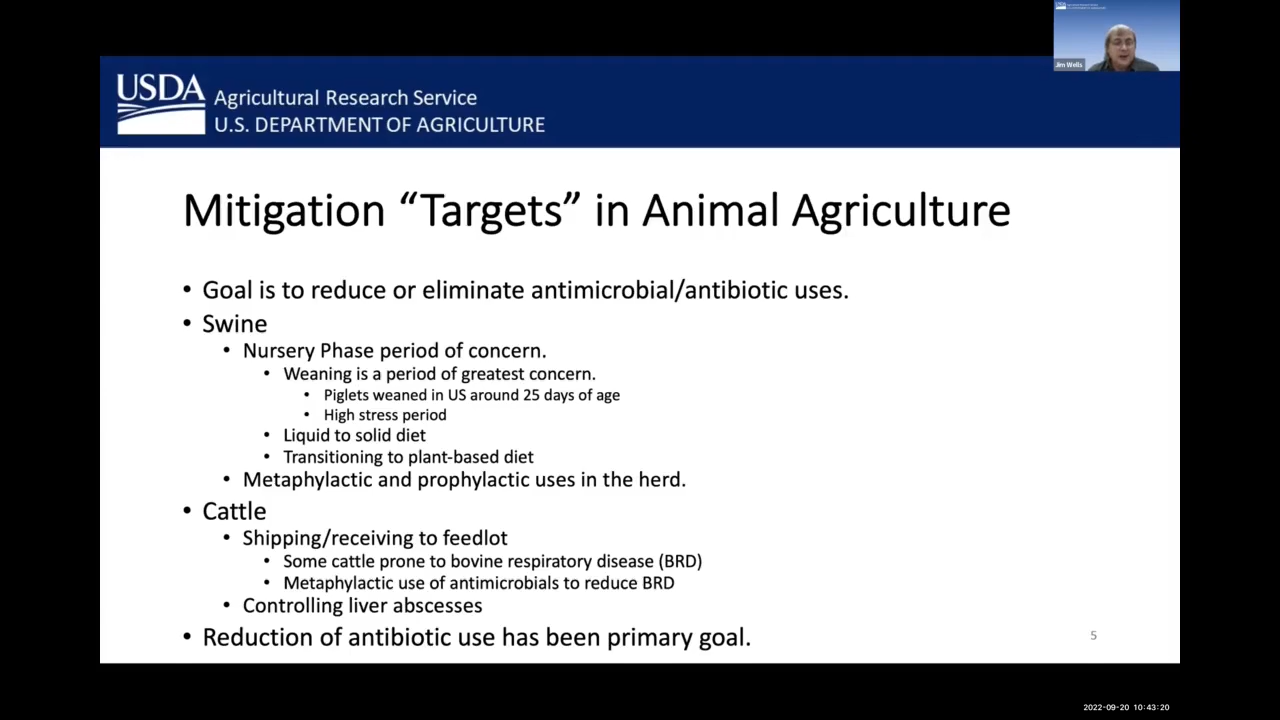 Jim Wells
USDA
Agricultural Research Service
U.S. DEPARTMENT OF AGRICULTURE
Mitigation “Targets” in Animal Agriculture
• Goal is to reduce or eliminate antimicrobial/antibiotic uses.
• Swine
• Nursery Phase period of concern.
• Weaning is a period of greatest concern.
• Piglets weaned in US around 25 days of age
• High stress period
• Liquid to solid diet
• Transitioning to plant-based diet
• Metaphylactic and prophylactic uses in the herd.
• Cattle
• Shipping/receiving to feedlot
• Some cattle prone to bovine respiratory disease (BRD)
• Metaphylactic use of antimicrobials to reduce BRD
• Controlling liver abscesses
• Reduction of antibiotic use has been primary goal.
5
2022-09-20 10:43:20